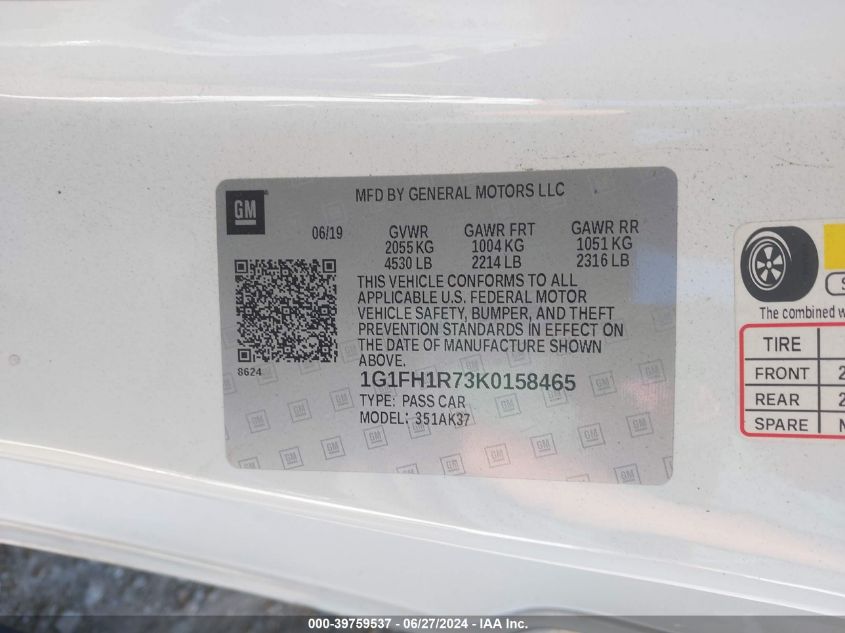 MFD BY GENERAL MOTORS LLC
GM
06/19 GVWR GAWR FRT GAWR RR
2055 KG 1004 KG 1051 KG
4530 LB 2214 LB 2316 LB
THIS VEHICLE CONFORMS TO ALL
APPLICABLE U.S. FEDERAL MOTOR
VEHICLE SAFETY, BUMPER, AND THEFT
PREVENTION STANDARDS IN EFFECT ON
THE DATE OF MANUFACTURE SHOWN
ABOVE.
8624
1G1FH1R73K0158465
TYPE: PASS CAR
MODEL: 351AK37
The combined w
TIRE
FRONT 2
REAR 2
SPARE N
000-39759537 - 06/27/2024 - IAA Inc.